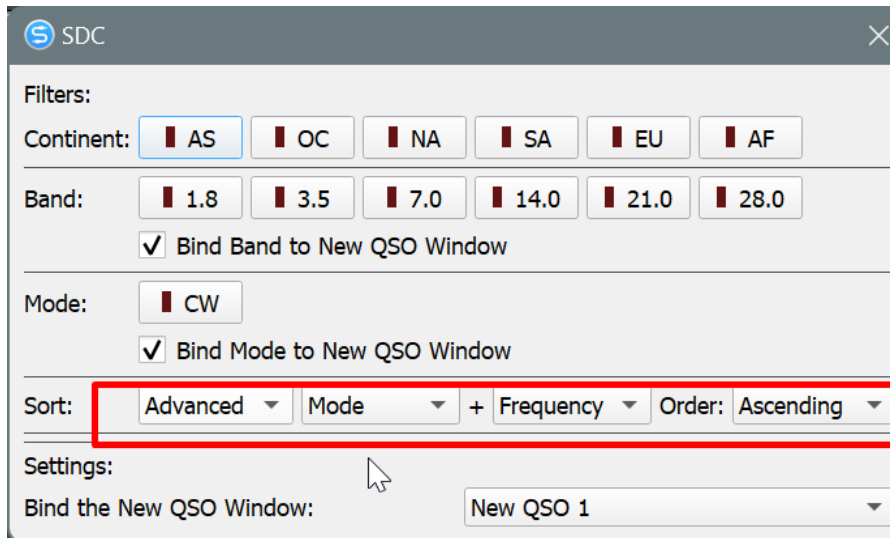 SDC
Filters:
Continent: AS OC NA SA EU AF
Band: 1.8 3.5 7.0 14.0 21.0 28.0
Bind Band to New QSO Window
Mode: CW
Bind Mode to New QSO Window
Sort: Advanced Mode + Frequency Order: Ascending
Settings:
Bind the New QSO Window: New QSO 1